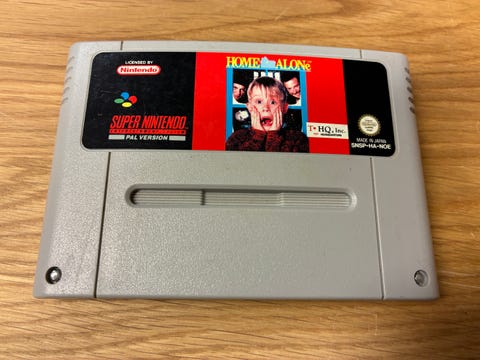 LICENSED BY
Nintendo
SUPER NINTENDO
ENTERTAINMENT SYSTEM
PAL VERSION
HOME ALONe
T•HQ, Inc.
MADE IN JAPAN
SNSP-HA-NOE